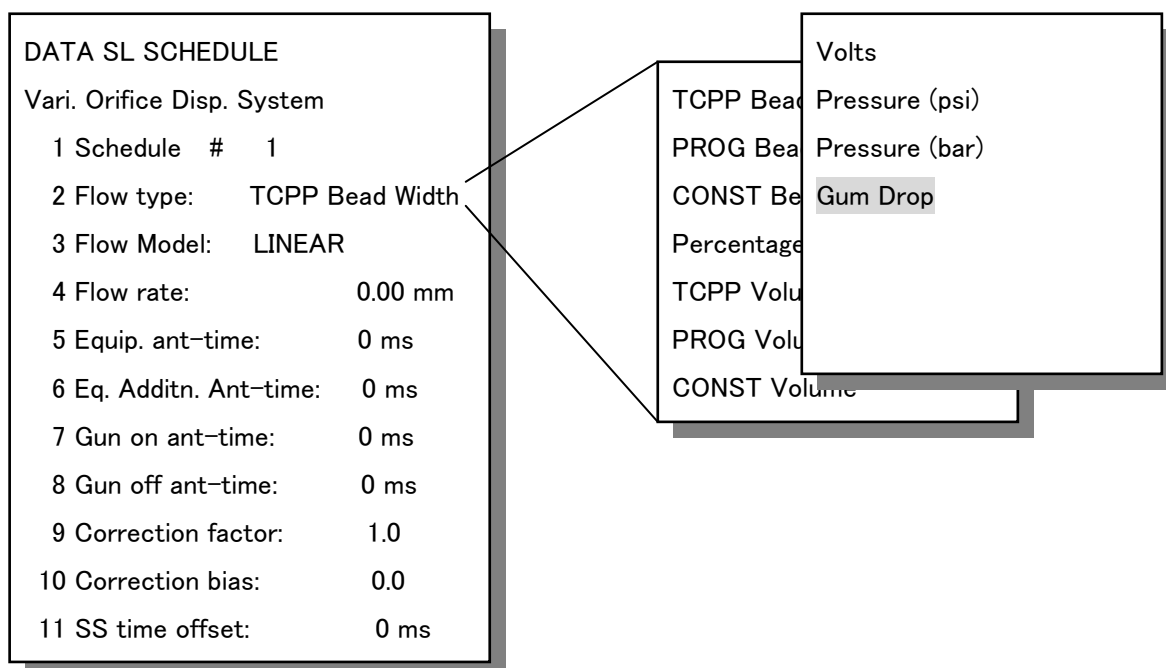 DATA SL SCHEDULE
Vari. Orifice Disp. System
1 Schedule # 1
2 Flow type: TCPP Bead Width
3 Flow Model: LINEAR
4 Flow rate: 0.00 mm
5 Equip. ant-time: 0 ms
6 Eq. Additn. Ant-time: 0 ms
7 Gun on ant-time: 0 ms
8 Gun off ant-time: 0 ms
9 Correction factor: 1.0
10 Correction bias: 0.0
11 SS time offset: 0 ms
TCPP Bead
PROG Bea
CONST Be
Percentage
TCPP Volu
PROG Volu
CONST Volume
Volts
Pressure (psi)
Pressure (bar)
Gum Drop